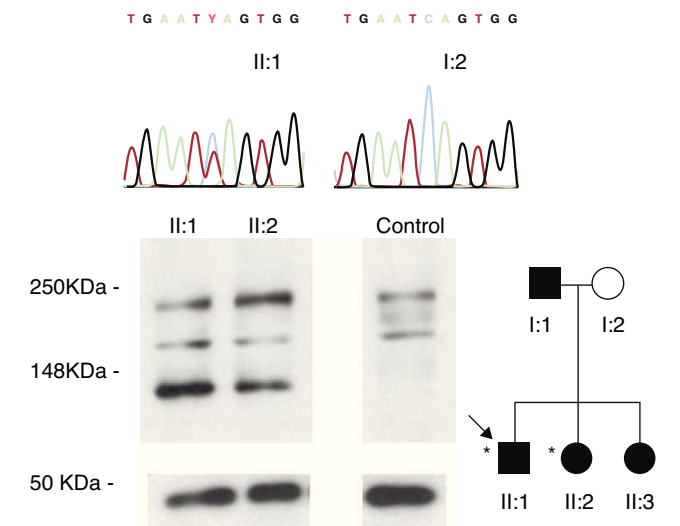 T G A A T Y A G T G G
T G A A T C A G T G G
II:1
I:2
II:1 II:2 Control
250KDa -
148KDa -
50 KDa -
I:1 I:2
* *
II:1 II:2 II:3